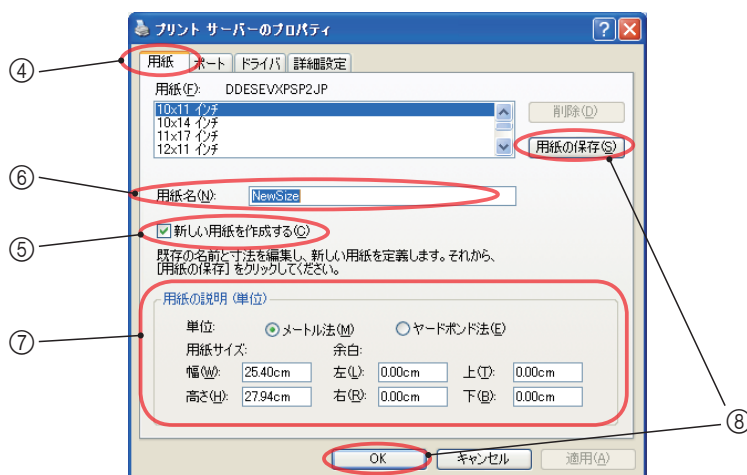 プリント サーバーのプロパティ
④
用紙 ポート ドライバ 詳細設定
用紙(F): DDESEVXPSP2JP
10x11 インチ
10x14 インチ
11x17 インチ
12x11 インチ
削除(D)
用紙の保存(S)
⑥
用紙名(N): NewSize
⑤
新しい用紙を作成する(C)
既存の名前と寸法を編集し、新しい用紙を定義します。それから、
[用紙の保存] をクリックしてください。
用紙の説明 (単位)
⑦
単位: メートル法(M) ヤードポンド法(E)
用紙サイズ: 余白:
幅(W): 25.40cm 左(L): 0.00cm 上(T): 0.00cm
高さ(H): 27.94cm 右(R): 0.00cm 下(B): 0.00cm
⑧
OK キャンセル 適用(A)